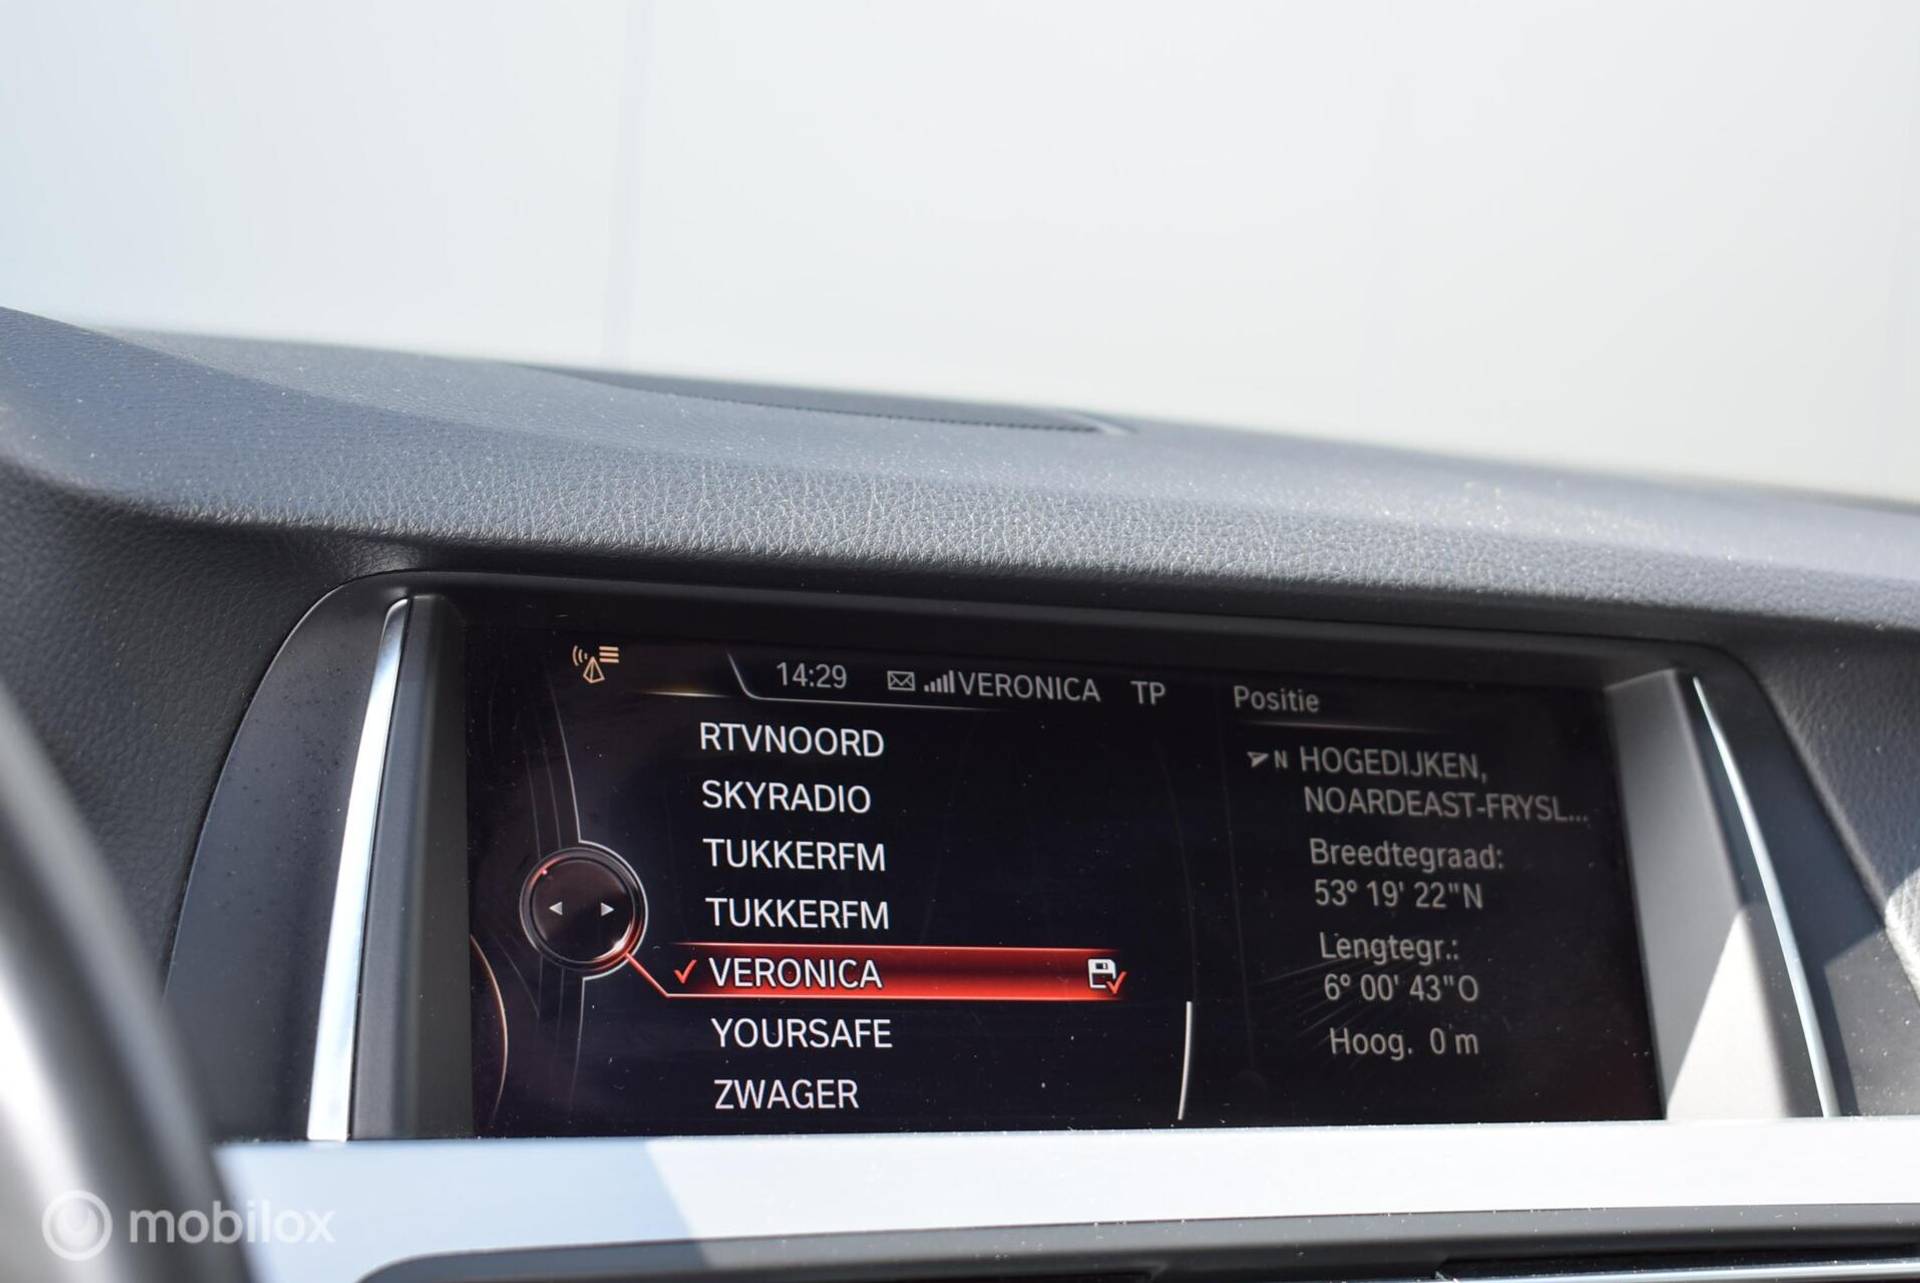 14:29 VERONICA TP
RTVNOORD
SKYRADIO
TUKKERFM
TUKKERFM
VERONICA
YOURSAFE
ZWAGER
Positie
N HOGEDIJKEN,
NOARDEAST-FRYSL...
Breedtegraad:
53° 19' 22"N
Lengtegr.:
6° 00' 43"O
Hoog. 0 m
mobilox